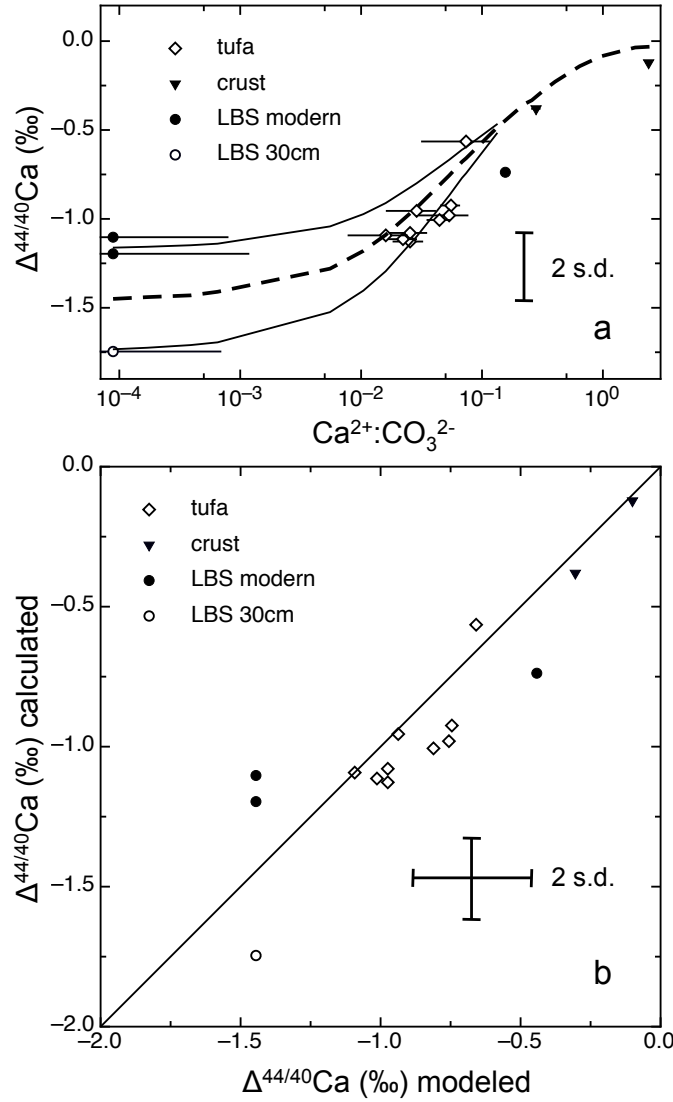 0.0
−0.5
−1.0
−1.5
Δ⁴⁴/⁴⁰Ca (‰)
tufa
crust
LBS modern
LBS 30cm
2 s.d.
a
10⁻⁴
10⁻³
10⁻²
10⁻¹
10⁰
Ca²⁺:CO₃²⁻
0.0
−0.5
−1.0
−1.5
−2.0
Δ⁴⁴/⁴⁰Ca (‰) calculated
tufa
crust
LBS modern
LBS 30cm
2 s.d.
b
−2.0
−1.5
−1.0
−0.5
0.0
Δ⁴⁴/⁴⁰Ca (‰) modeled